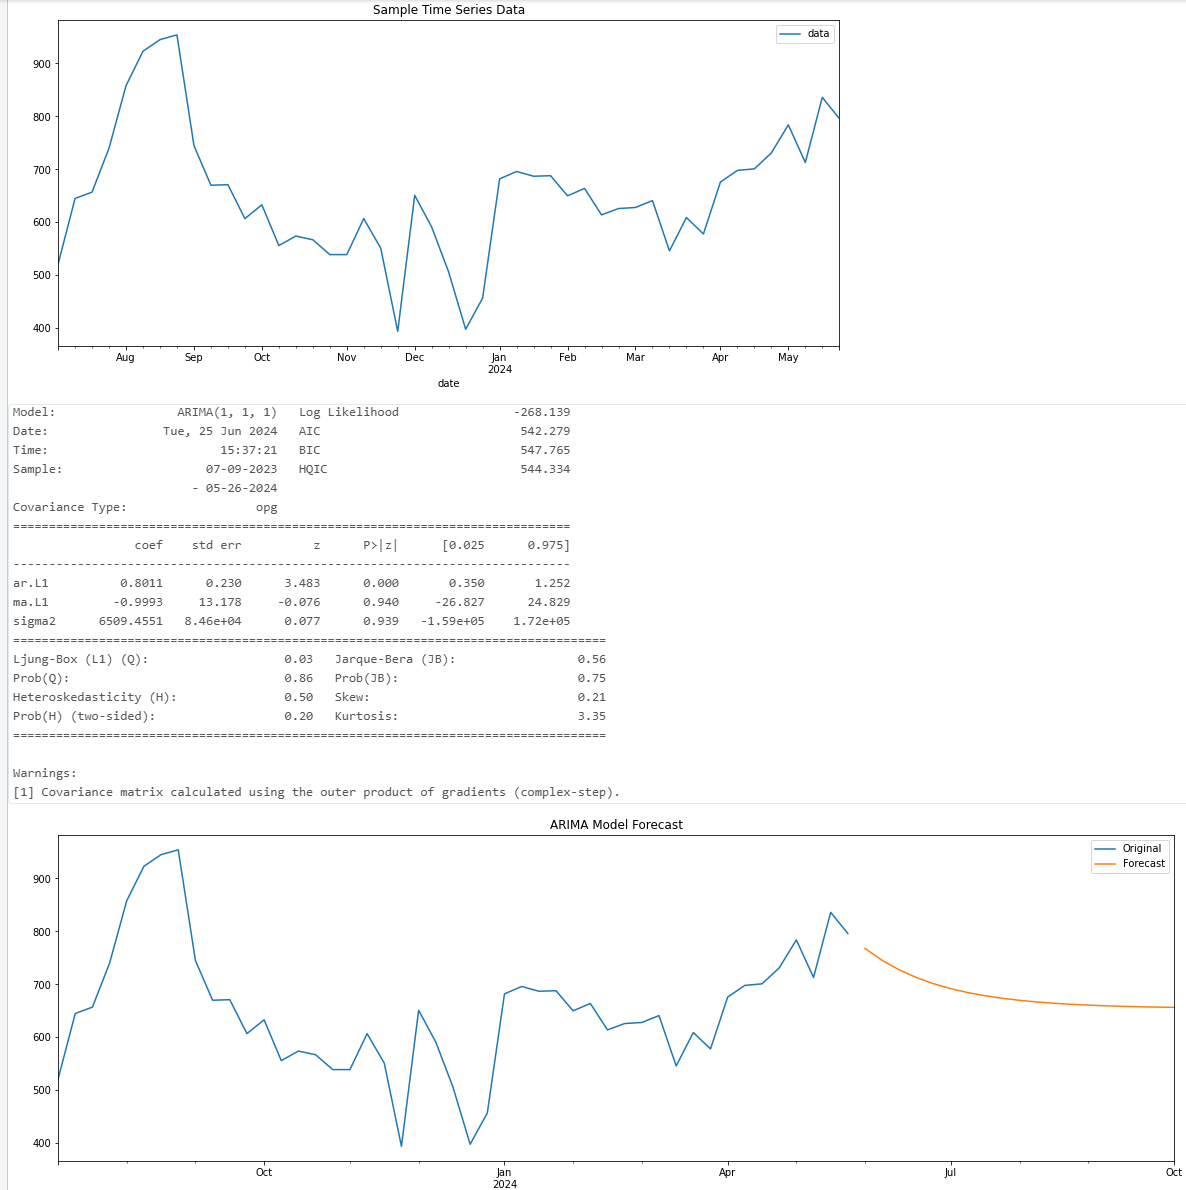 Sample Time Series Data
data
900
800
700
600
500
400
Aug Sep Oct Nov Dec Jan Feb Mar Apr May
2024
date
Model: ARIMA(1, 1, 1) Log Likelihood -268.139
Date: Tue, 25 Jun 2024 AIC 542.279
Time: 15:37:21 BIC 547.765
Sample: 07-09-2023 HQIC 544.334
- 05-26-2024
Covariance Type: opg
==============================================================================
coef std err z P>|z| [0.025 0.975]
------------------------------------------------------------------------------
ar.L1 0.8011 0.230 3.483 0.000 0.350 1.252
ma.L1 -0.9993 13.178 -0.076 0.940 -26.827 24.829
sigma2 6509.4551 8.46e+04 0.077 0.939 -1.59e+05 1.72e+05
===================================================================================
Ljung-Box (L1) (Q): 0.03 Jarque-Bera (JB): 0.56
Prob(Q): 0.86 Prob(JB): 0.75
Heteroskedasticity (H): 0.50 Skew: 0.21
Prob(H) (two-sided): 0.20 Kurtosis: 3.35
===================================================================================
Warnings:
[1] Covariance matrix calculated using the outer product of gradients (complex-step).
ARIMA Model Forecast
Original
Forecast
900
800
700
600
500
400
Oct Jan Apr Jul Oct
2024